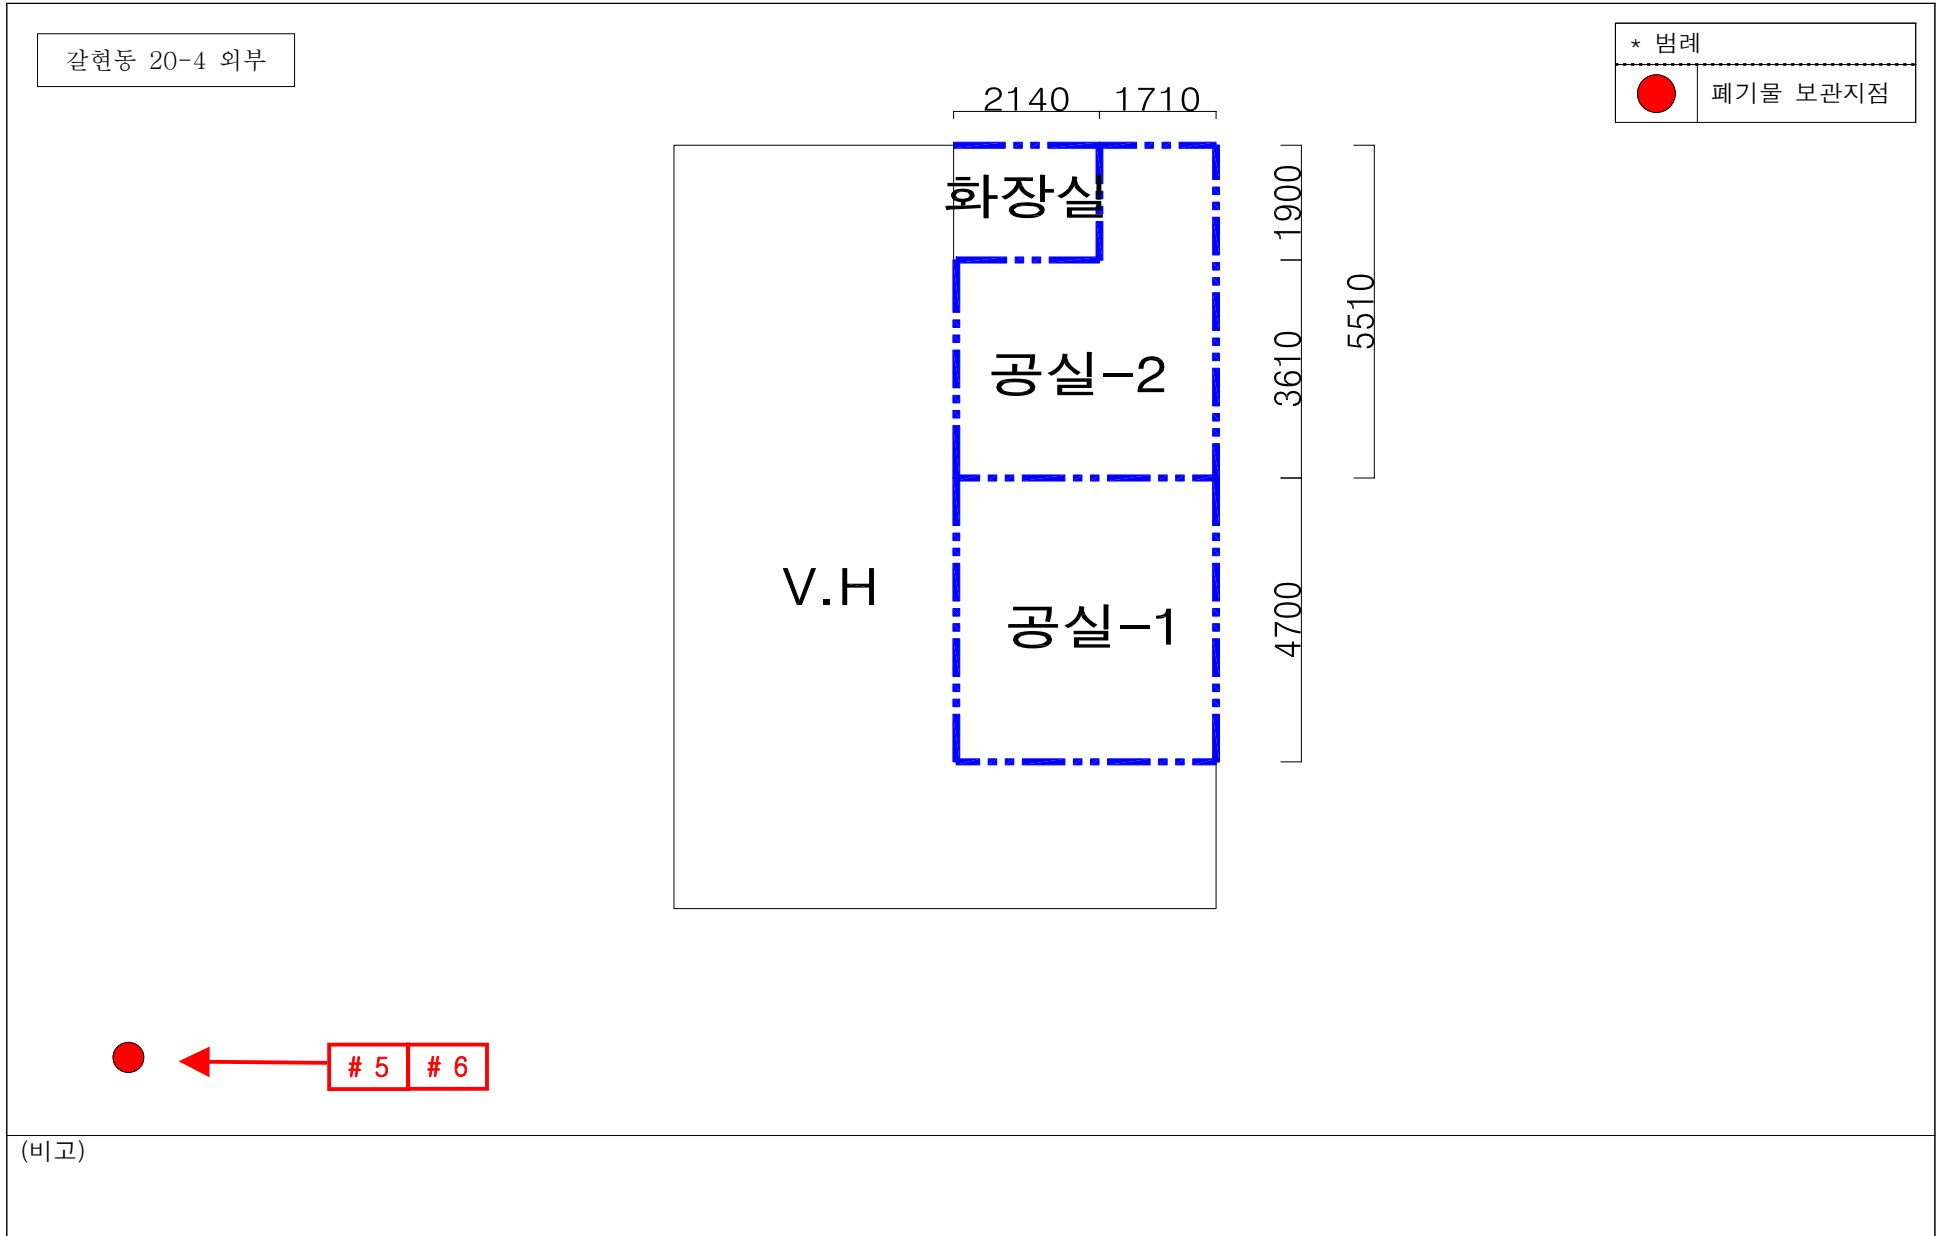 갈현동 20-4 외부
* 범례
폐기물 보관지점
2140 1710
화장실
1900
5510
공실-2
3610
V.H
공실-1
4700
# 5 # 6
(비고)